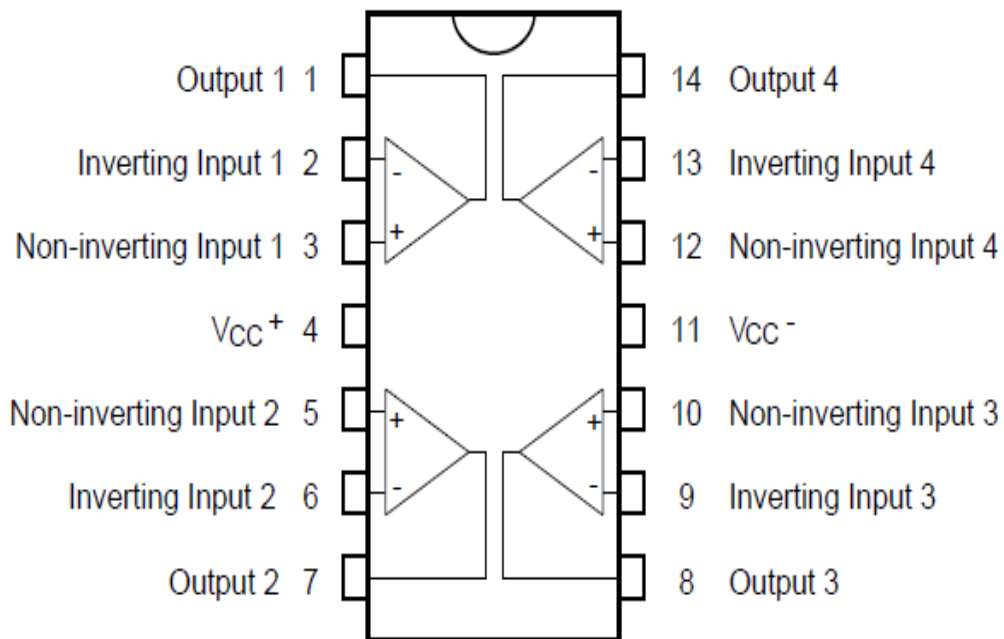 Output 1 1
14 Output 4
Inverting Input 1 2
-
-
13 Inverting Input 4
Non-inverting Input 1 3
+
+
12 Non-inverting Input 4
VCC+ 4
11 VCC-
Non-inverting Input 2 5
+
+
10 Non-inverting Input 3
Inverting Input 2 6
-
-
9 Inverting Input 3
Output 2 7
8 Output 3